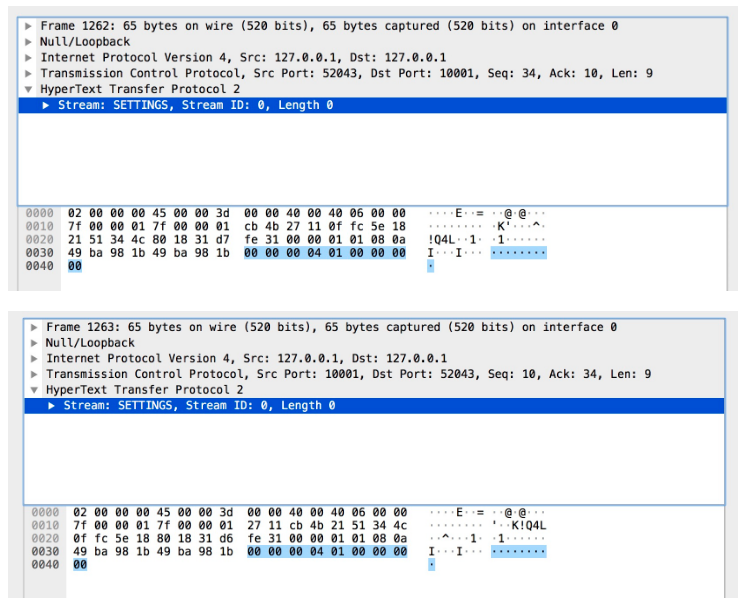 Frame 1262: 65 bytes on wire (520 bits), 65 bytes captured (520 bits) on interface 0
Null/Loopback
Internet Protocol Version 4, Src: 127.0.0.1, Dst: 127.0.0.1
Transmission Control Protocol, Src Port: 52043, Dst Port: 10001, Seq: 34, Ack: 10, Len: 9
HyperText Transfer Protocol 2
Stream: SETTINGS, Stream ID: 0, Length 0
0000 02 00 00 00 45 00 00 3d 00 00 40 00 40 06 00 00 ····E··= ··@·@···
0010 7f 00 00 01 7f 00 00 01 cb 4b 27 11 0f fc 5e 18 ········ ·K'···^·
0020 21 51 34 4c 80 18 31 d7 fe 31 00 00 01 01 08 0a !Q4L··1· ·1······
0030 49 ba 98 1b 49 ba 98 1b 00 00 00 04 01 00 00 00 I···I··· ········
0040 00 ·
Frame 1263: 65 bytes on wire (520 bits), 65 bytes captured (520 bits) on interface 0
Null/Loopback
Internet Protocol Version 4, Src: 127.0.0.1, Dst: 127.0.0.1
Transmission Control Protocol, Src Port: 10001, Dst Port: 52043, Seq: 10, Ack: 34, Len: 9
HyperText Transfer Protocol 2
Stream: SETTINGS, Stream ID: 0, Length 0
0000 02 00 00 00 45 00 00 3d 00 00 40 00 40 06 00 00 ····E··= ··@·@···
0010 7f 00 00 01 7f 00 00 01 27 11 cb 4b 21 51 34 4c ········ '··K!Q4L
0020 0f fc 5e 18 80 18 31 d6 fe 31 00 00 01 01 08 0a ··^···1· ·1······
0030 49 ba 98 1b 49 ba 98 1b 00 00 00 04 01 00 00 00 I···I··· ········
0040 00 ·